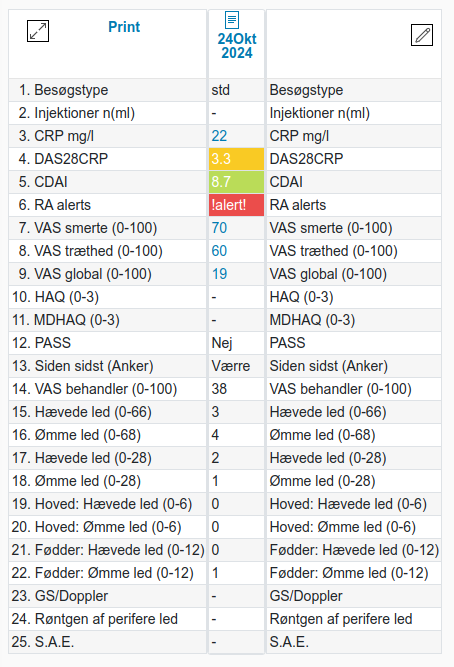 Print
24Okt
2024
1. Besøgstype std Besøgstype
2. Injektioner n(ml) - Injektioner n(ml)
3. CRP mg/l 22 CRP mg/l
4. DAS28CRP 3.3 DAS28CRP
5. CDAI 8.7 CDAI
6. RA alerts !alert! RA alerts
7. VAS smerte (0-100) 70 VAS smerte (0-100)
8. VAS træthed (0-100) 60 VAS træthed (0-100)
9. VAS global (0-100) 19 VAS global (0-100)
10. HAQ (0-3) - HAQ (0-3)
11. MDHAQ (0-3) - MDHAQ (0-3)
12. PASS Nej PASS
13. Siden sidst (Anker) Værre Siden sidst (Anker)
14. VAS behandler (0-100) 38 VAS behandler (0-100)
15. Hævede led (0-66) 3 Hævede led (0-66)
16. Ømme led (0-68) 4 Ømme led (0-68)
17. Hævede led (0-28) 2 Hævede led (0-28)
18. Ømme led (0-28) 1 Ømme led (0-28)
19. Hoved: Hævede led (0-6) 0 Hoved: Hævede led (0-6)
20. Hoved: Ømme led (0-6) 0 Hoved: Ømme led (0-6)
21. Fødder: Hævede led (0-12) 0 Fødder: Hævede led (0-12)
22. Fødder: Ømme led (0-12) 1 Fødder: Ømme led (0-12)
23. GS/Doppler - GS/Doppler
24. Røntgen af perifere led - Røntgen af perifere led
25. S.A.E. - S.A.E.